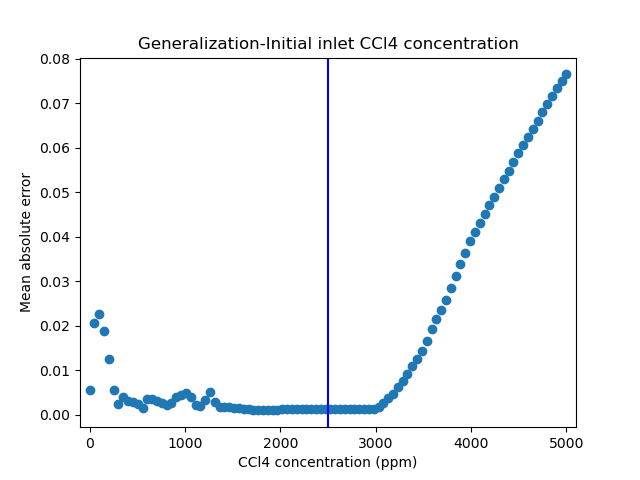 Generalization-Initial inlet CCl4 concentration
0.08
0.07
0.06
0.05
0.04
0.03
0.02
0.01
0.00
Mean absolute error
0 1000 2000 3000 4000 5000
CCl4 concentration (ppm)